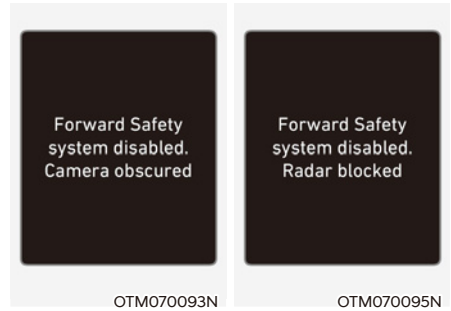 Forward Safety
system disabled.
Camera obscured
OTM070093N
Forward Safety
system disabled.
Radar blocked
OTM070095N